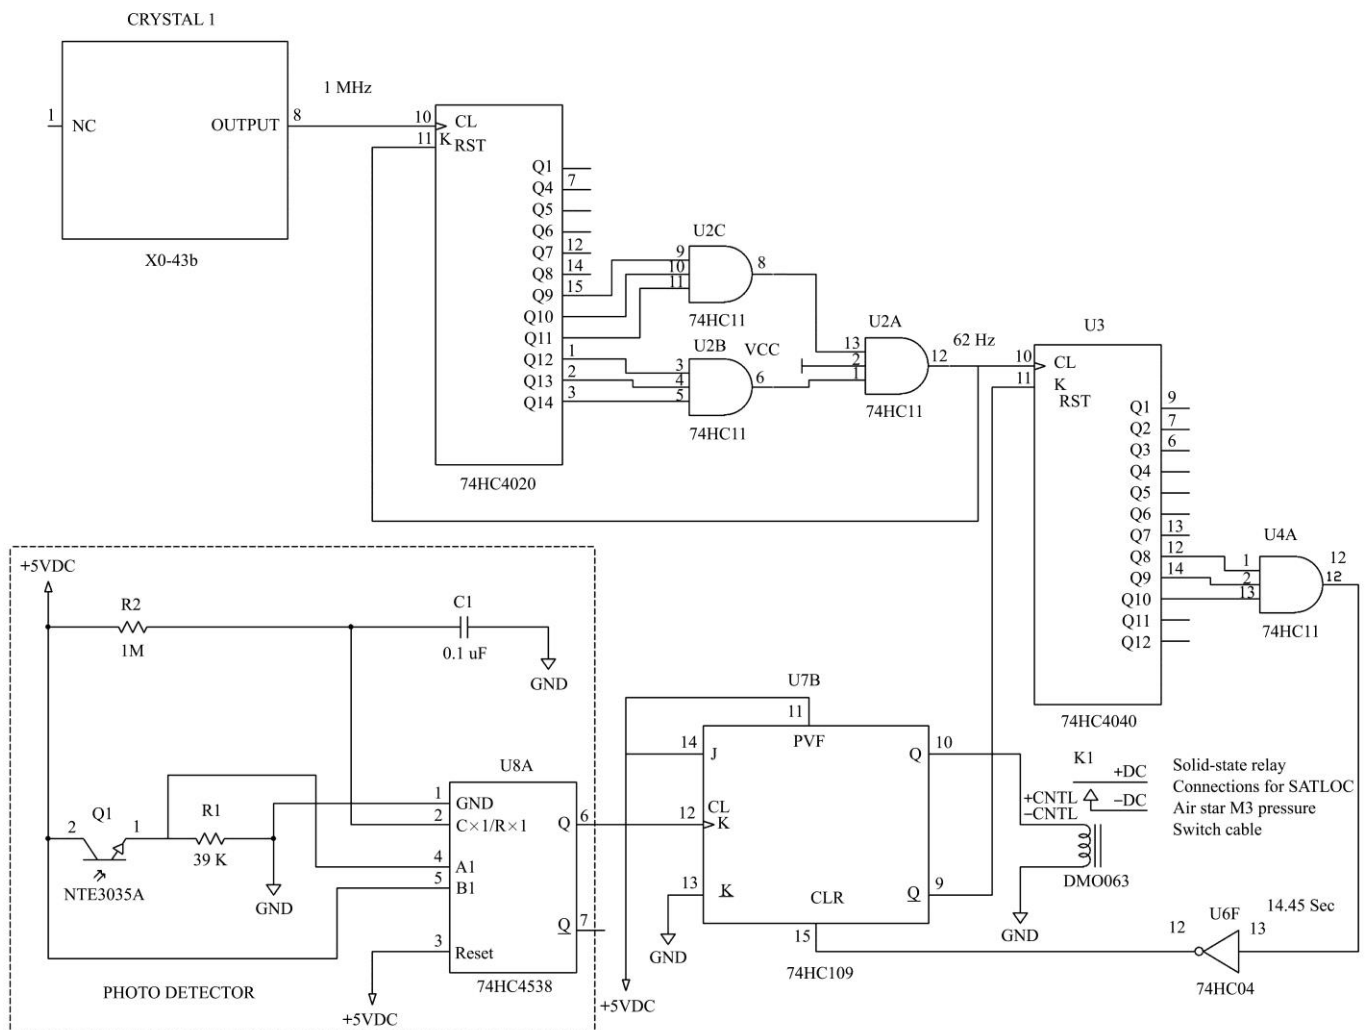 CRYSTAL 1
1
NC
OUTPUT
8
X0-43b
1 MHz
10
11
CL
K
RST
Q1
Q4
7
Q5
Q6
Q7
12
Q8
14
Q9
15
Q10
Q11
Q12
1
Q13
2
Q14
3
74HC4020
U2C
9
10
11
8
74HC11
U2B
3
4
5
6
74HC11
VCC
U2A
13
2
1
12
74HC11
62 Hz
U3
10
11
CL
K
RST
Q1
9
Q2
7
Q3
6
Q4
Q5
Q6
Q7
13
Q8
12
Q9
14
Q10
Q11
Q12
74HC4040
U4A
1
2
13
12
12
74HC11
+5VDC
R2
1M
C1
0.1 uF
GND
Q1
2
1
NTE3035A
R1
39 K
GND
U8A
1
GND
2
C×1/R×1
4
A1
5
B1
3
Reset
Q
6
Q
7
74HC4538
+5VDC
PHOTO DETECTOR
U7B
11
PVF
14
J
12
CL
K
13
K
Q
10
Q
9
CLR
15
74HC109
GND
+5VDC
K1
+DC
−DC
+CNTL
−CNTL
DMO063
GND
Solid-state relay
Connections for SATLOC
Air star M3 pressure
Switch cable
U6F
12
13
74HC04
14.45 Sec